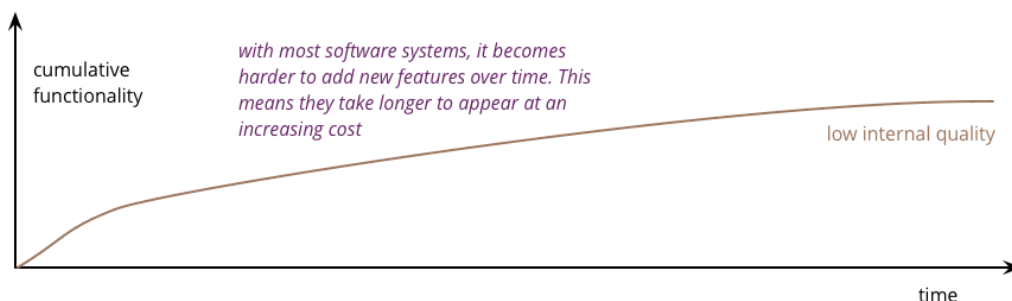 cumulative
functionality
with most software systems, it becomes
harder to add new features over time. This
means they take longer to appear at an
increasing cost
low internal quality
time